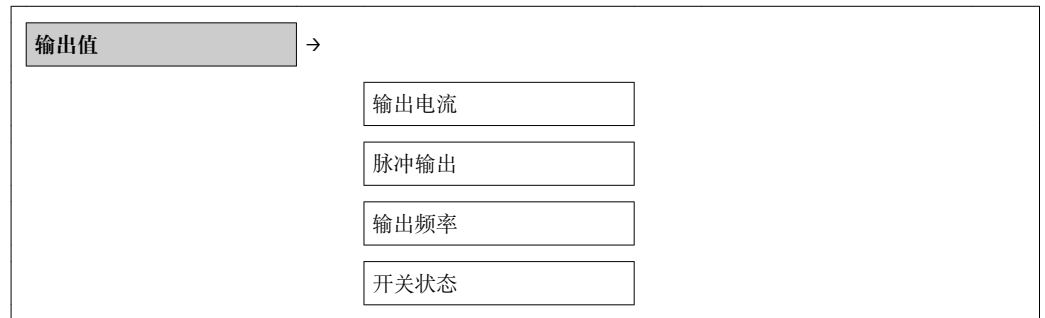 输出值 →
输出电流
脉冲输出
输出频率
开关状态